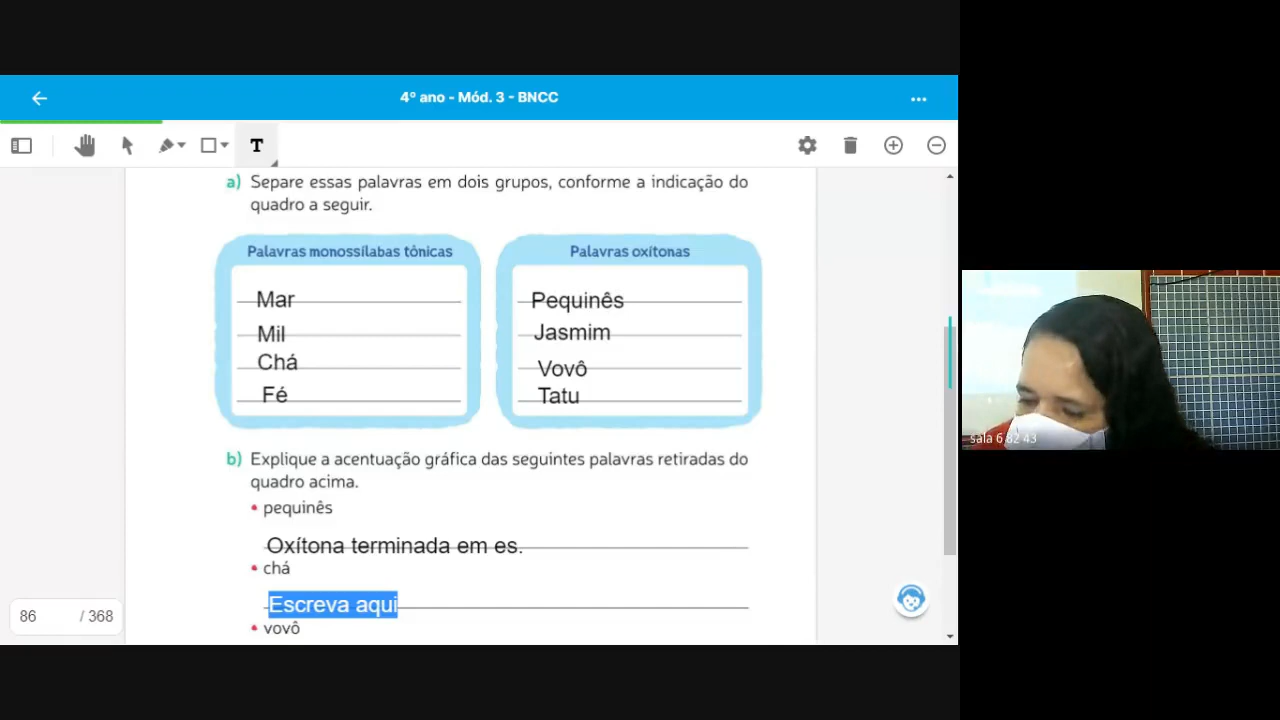 4º ano - Mód. 3 - BNCC
T
a) Separe essas palavras em dois grupos, conforme a indicação do
quadro a seguir.
Palavras monossílabas tônicas
Mar
Mil
Chá
Fé
Palavras oxítonas
Pequinês
Jasmim
Vovô
Tatu
b) Explique a acentuação gráfica das seguintes palavras retiradas do
quadro acima.
• pequinês
Oxítona terminada em es.
• chá
Escreva aqui
• vovô
86 / 368
sala 6 82 43